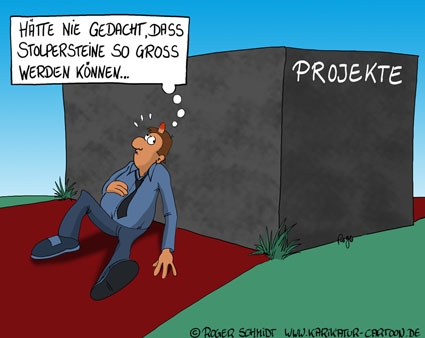 HÄTTE NIE GEDACHT, DASS
STOLPERSTEINE SO GROSS
WERDEN KÖNNEN...
PROJEKTE
© ROGER SCHMIDT WWW.KARIKATUR-CARTOON.DE